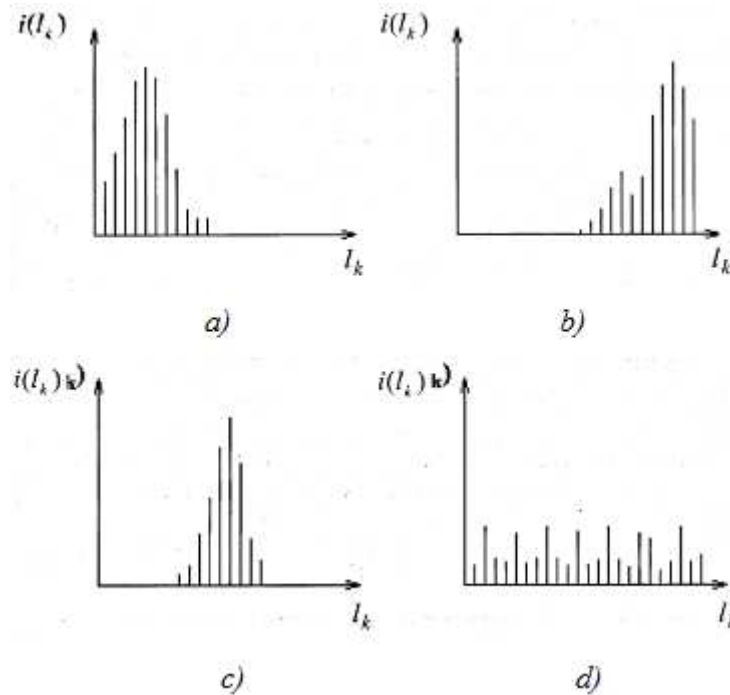 i(l_k) i(l_k)
l_k l_k
a) b)
i(l_k) k) i(l_k) k)
l_k l
c) d)